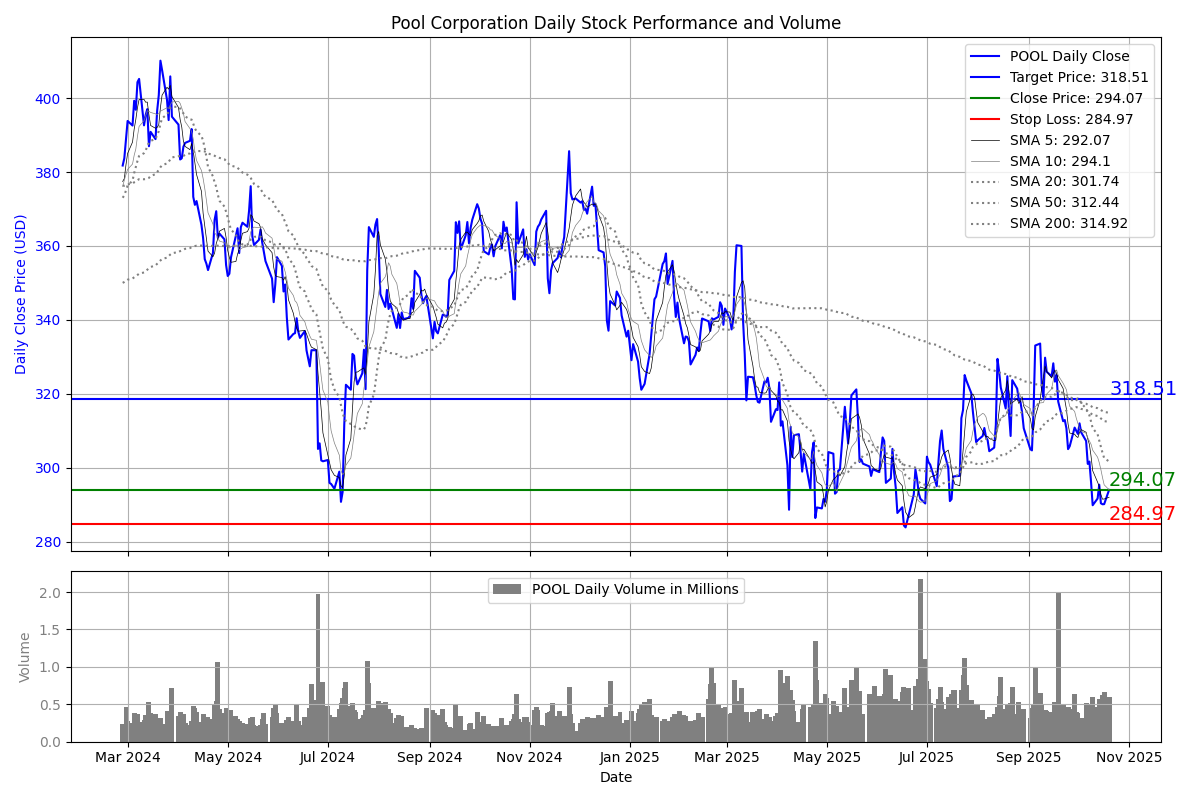 Pool Corporation Daily Stock Performance and Volume
POOL Daily Close
Target Price: 318.51
Close Price: 294.07
Stop Loss: 284.97
SMA 5: 292.07
SMA 10: 294.1
SMA 20: 301.74
SMA 50: 312.44
SMA 200: 314.92
Daily Close Price (USD)
400
380
360
340
320
300
280
318.51
294.07
284.97
POOL Daily Volume in Millions
Volume
2.0
1.5
1.0
0.5
0.0
Mar 2024 May 2024 Jul 2024 Sep 2024 Nov 2024 Jan 2025 Mar 2025 May 2025 Jul 2025 Sep 2025 Nov 2025
Date